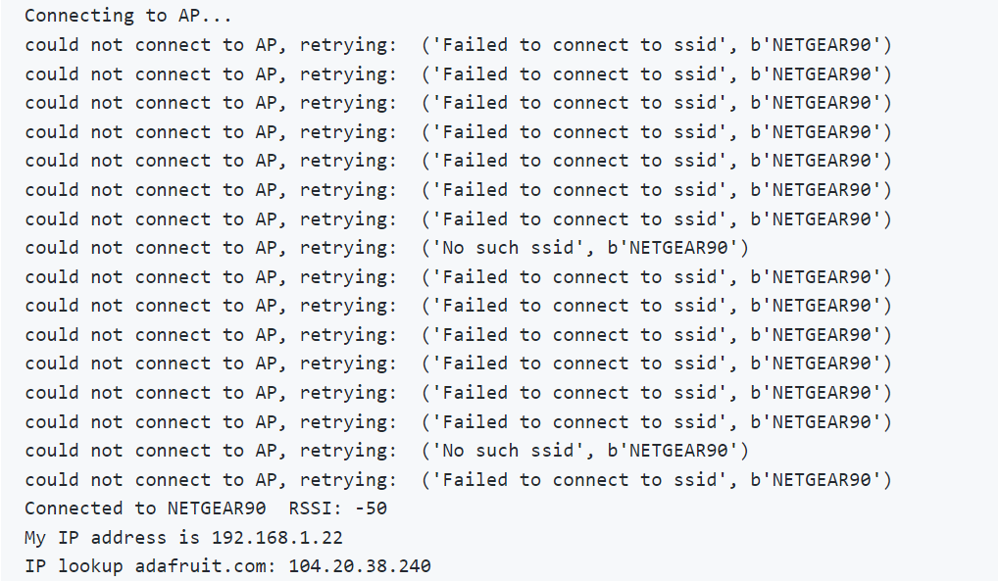 Connecting to AP...
could not connect to AP, retrying:  ('Failed to connect to ssid', b'NETGEAR90')
could not connect to AP, retrying:  ('Failed to connect to ssid', b'NETGEAR90')
could not connect to AP, retrying:  ('Failed to connect to ssid', b'NETGEAR90')
could not connect to AP, retrying:  ('Failed to connect to ssid', b'NETGEAR90')
could not connect to AP, retrying:  ('Failed to connect to ssid', b'NETGEAR90')
could not connect to AP, retrying:  ('Failed to connect to ssid', b'NETGEAR90')
could not connect to AP, retrying:  ('Failed to connect to ssid', b'NETGEAR90')
could not connect to AP, retrying:  ('No such ssid', b'NETGEAR90')
could not connect to AP, retrying:  ('Failed to connect to ssid', b'NETGEAR90')
could not connect to AP, retrying:  ('Failed to connect to ssid', b'NETGEAR90')
could not connect to AP, retrying:  ('Failed to connect to ssid', b'NETGEAR90')
could not connect to AP, retrying:  ('Failed to connect to ssid', b'NETGEAR90')
could not connect to AP, retrying:  ('Failed to connect to ssid', b'NETGEAR90')
could not connect to AP, retrying:  ('Failed to connect to ssid', b'NETGEAR90')
could not connect to AP, retrying:  ('No such ssid', b'NETGEAR90')
could not connect to AP, retrying:  ('Failed to connect to ssid', b'NETGEAR90')
Connected to NETGEAR90  RSSI: -50
My IP address is 192.168.1.22
IP lookup adafruit.com: 104.20.38.240